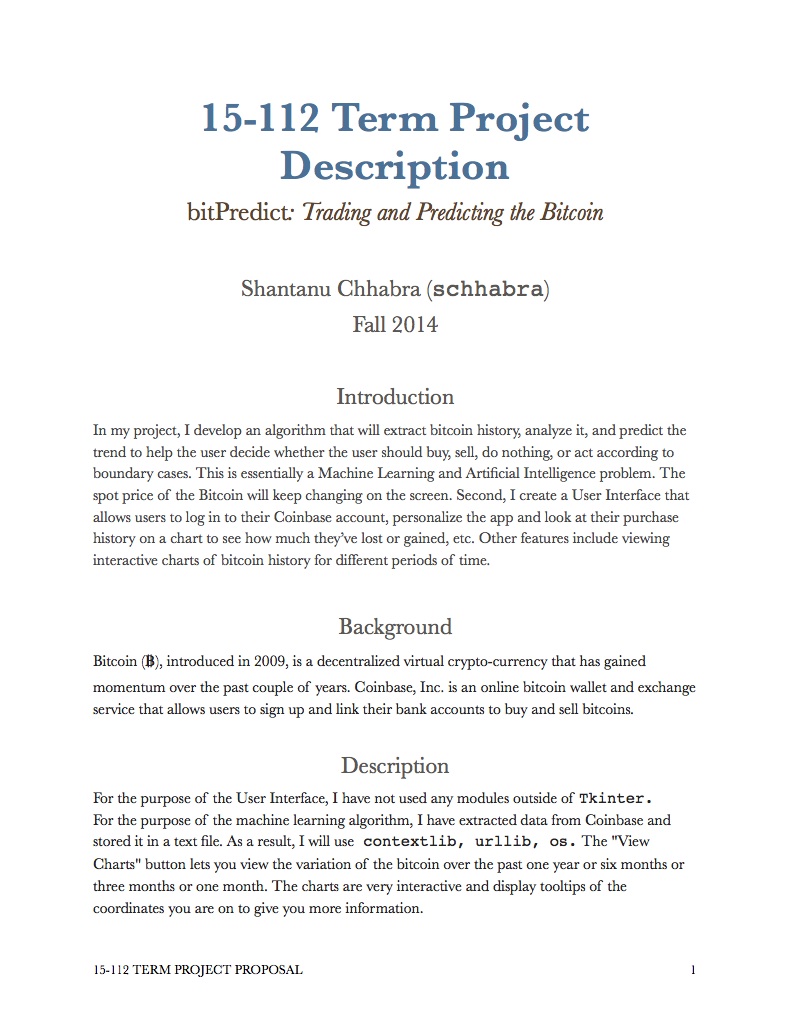 15-112 Term Project
Description
bitPredict: Trading and Predicting the Bitcoin
Shantanu Chhabra (schhabra)
Fall 2014
Introduction
In my project, I develop an algorithm that will extract bitcoin history, analyze it, and predict the
trend to help the user decide whether the user should buy, sell, do nothing, or act according to
boundary cases. This is essentially a Machine Learning and Artificial Intelligence problem. The
spot price of the Bitcoin will keep changing on the screen. Second, I create a User Interface that
allows users to log in to their Coinbase account, personalize the app and look at their purchase
history on a chart to see how much they’ve lost or gained, etc. Other features include viewing
interactive charts of bitcoin history for different periods of time.
Background
Bitcoin (฿), introduced in 2009, is a decentralized virtual crypto-currency that has gained
momentum over the past couple of years. Coinbase, Inc. is an online bitcoin wallet and exchange
service that allows users to sign up and link their bank accounts to buy and sell bitcoins.
Description
For the purpose of the User Interface, I have not used any modules outside of Tkinter.
For the purpose of the machine learning algorithm, I have extracted data from Coinbase and
stored it in a text file. As a result, I will use contextlib, urllib, os. The "View
Charts" button lets you view the variation of the bitcoin over the past one year or six months or
three months or one month. The charts are very interactive and display tooltips of the
coordinates you are on to give you more information.
15-112 TERM PROJECT PROPOSAL 1